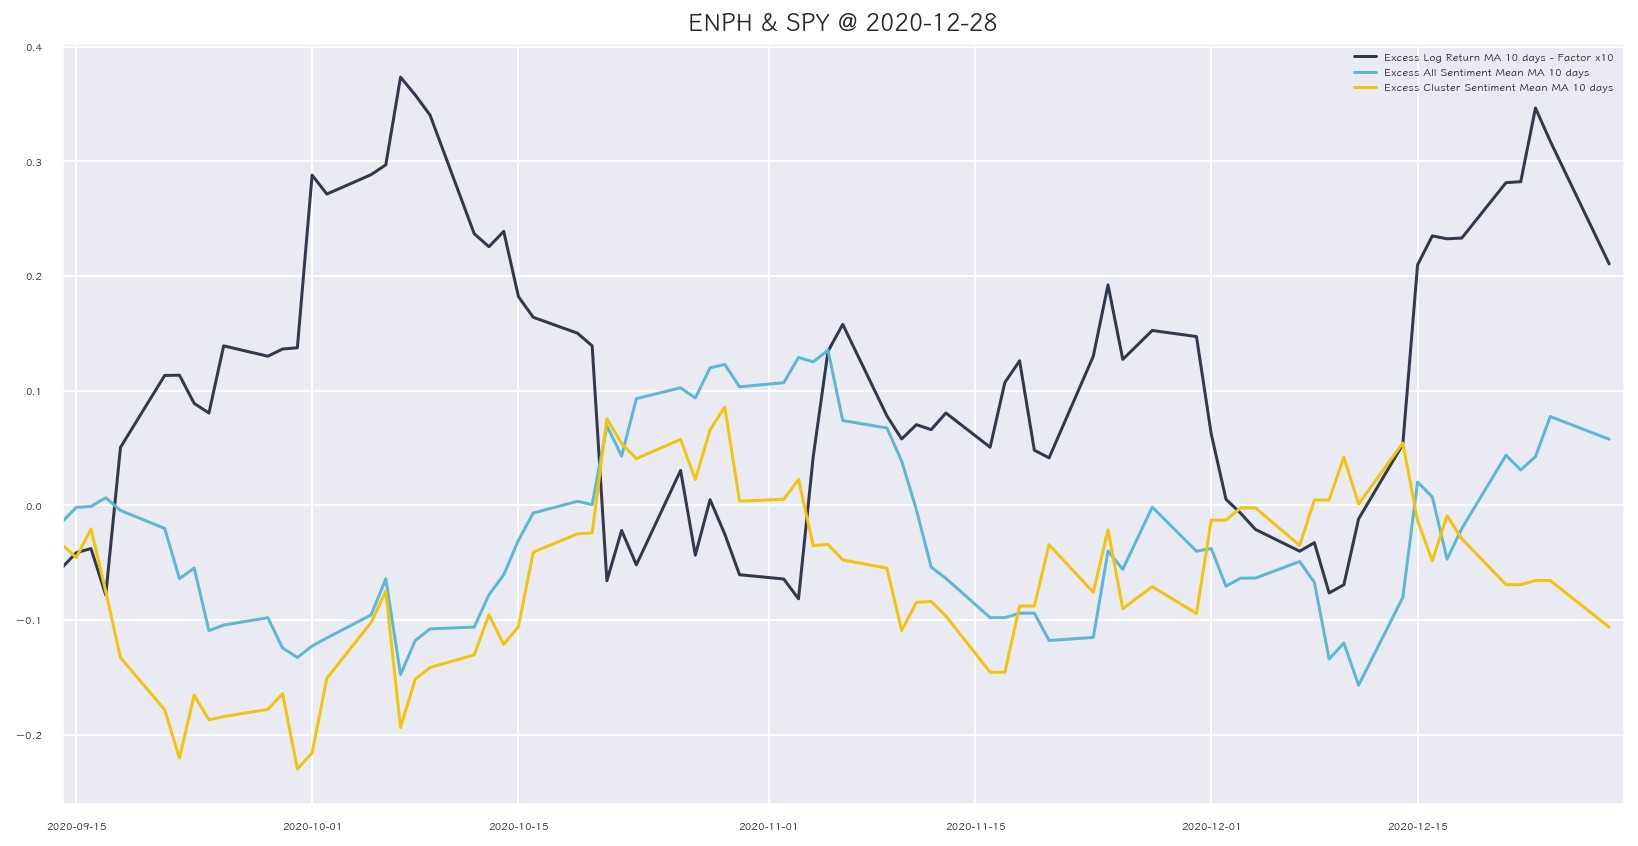 ENPH & SPY @ 2020-12-28
Excess Log Return MA 10 days - Factor x10
Excess All Sentiment Mean MA 10 days
Excess Cluster Sentiment Mean MA 10 days
0.4
0.3
0.2
0.1
0.0
−0.1
−0.2
2020-09-15 2020-10-01 2020-10-15 2020-11-01 2020-11-15 2020-12-01 2020-12-15